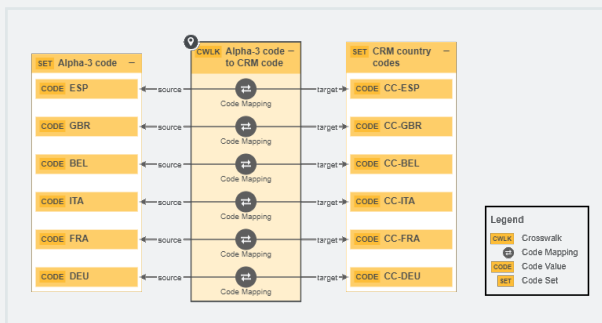 SET Alpha-3 code –
CODE ESP
CODE GBR
CODE BEL
CODE ITA
CODE FRA
CODE DEU
CWLK Alpha-3 code –
to CRM code
source Code Mapping target
source Code Mapping target
source Code Mapping target
source Code Mapping target
source Code Mapping target
source Code Mapping target
SET CRM country –
codes
CODE CC-ESP
CODE CC-GBR
CODE CC-BEL
CODE CC-ITA
CODE CC-FRA
CODE CC-DEU
Legend
CWLK Crosswalk
Code Mapping
CODE Code Value
SET Code Set